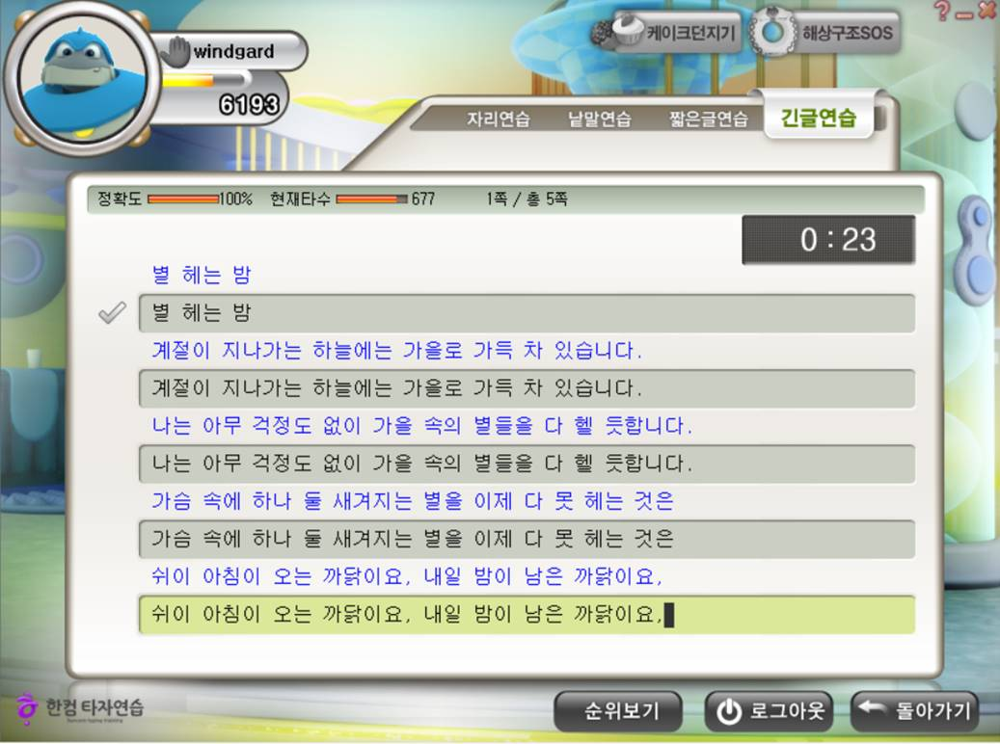 windgard
6193
케이크던지기
해상구조SOS
자리연습 낱말연습 짧은글연습 긴글연습
정확도 100% 현재타수 677 1쪽 / 총 5쪽
0:23
별 헤는 밤
별 헤는 밤
계절이 지나가는 하늘에는 가을로 가득 차 있습니다.
계절이 지나가는 하늘에는 가을로 가득 차 있습니다.
나는 아무 걱정도 없이 가을 속의 별들을 다 헬 듯합니다.
나는 아무 걱정도 없이 가을 속의 별들을 다 헬 듯합니다.
가슴 속에 하나 둘 새겨지는 별을 이제 다 못 헤는 것은
가슴 속에 하나 둘 새겨지는 별을 이제 다 못 헤는 것은
쉬이 아침이 오는 까닭이요, 내일 밤이 남은 까닭이요,
쉬이 아침이 오는 까닭이요, 내일 밤이 남은 까닭이요,
한컴 타자연습
순위보기
로그아웃
돌아가기